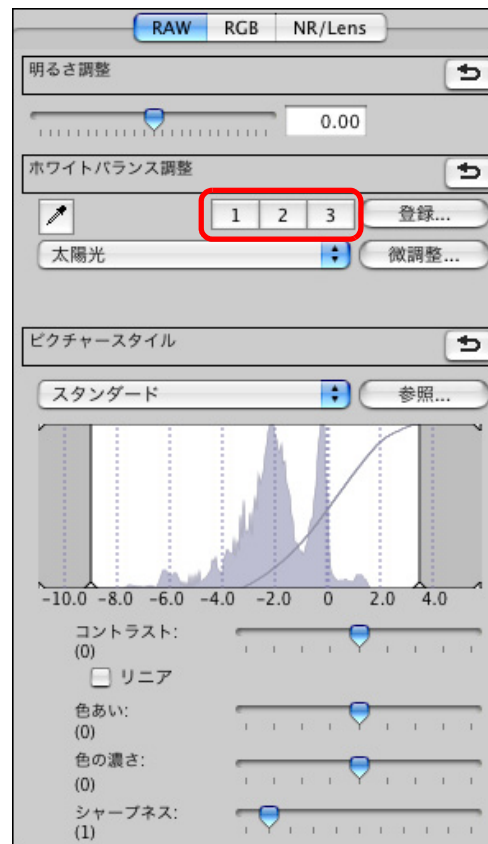 RAW RGB NR/Lens
明るさ調整
0.00
ホワイトバランス調整
1 2 3 登録...
太陽光 微調整...
ピクチャースタイル
スタンダード 参照...
-10.0 -8.0 -6.0 -4.0 -2.0 0 2.0 4.0
コントラスト:
(0)
リニア
色あい:
(0)
色の濃さ:
(0)
シャープネス:
(1)